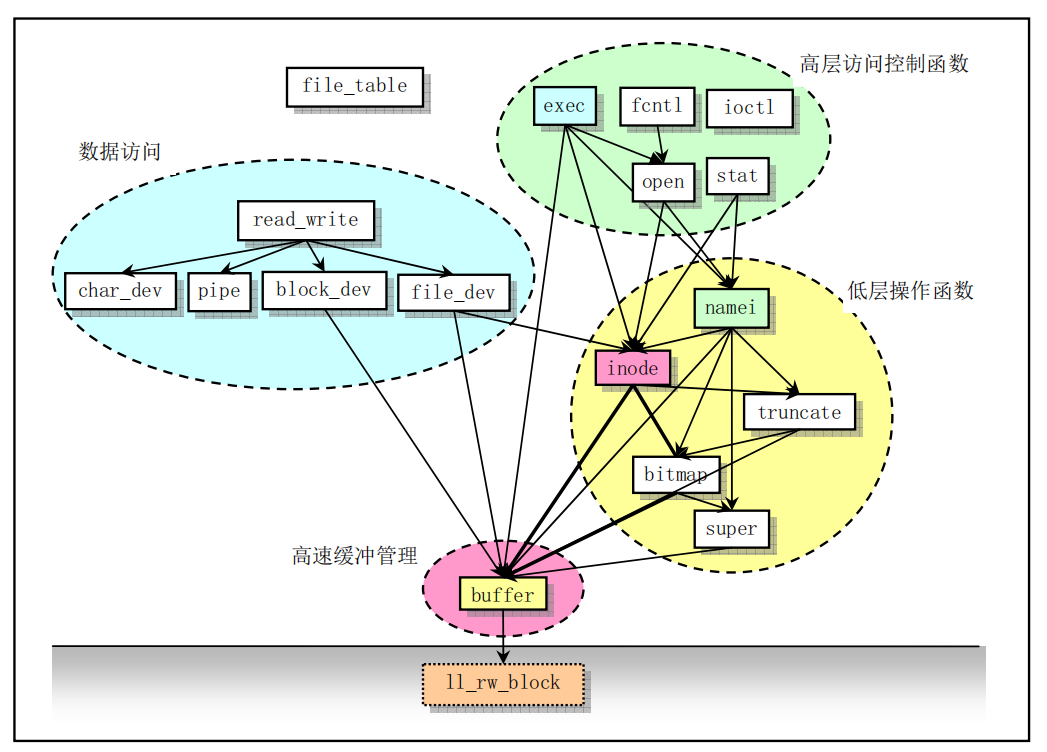 高层访问控制函数
file_table
exec
fcntl
ioctl
数据访问
open
stat
read_write
char_dev
pipe
block_dev
file_dev
低层操作函数
namei
inode
truncate
bitmap
super
高速缓冲管理
buffer
ll_rw_block